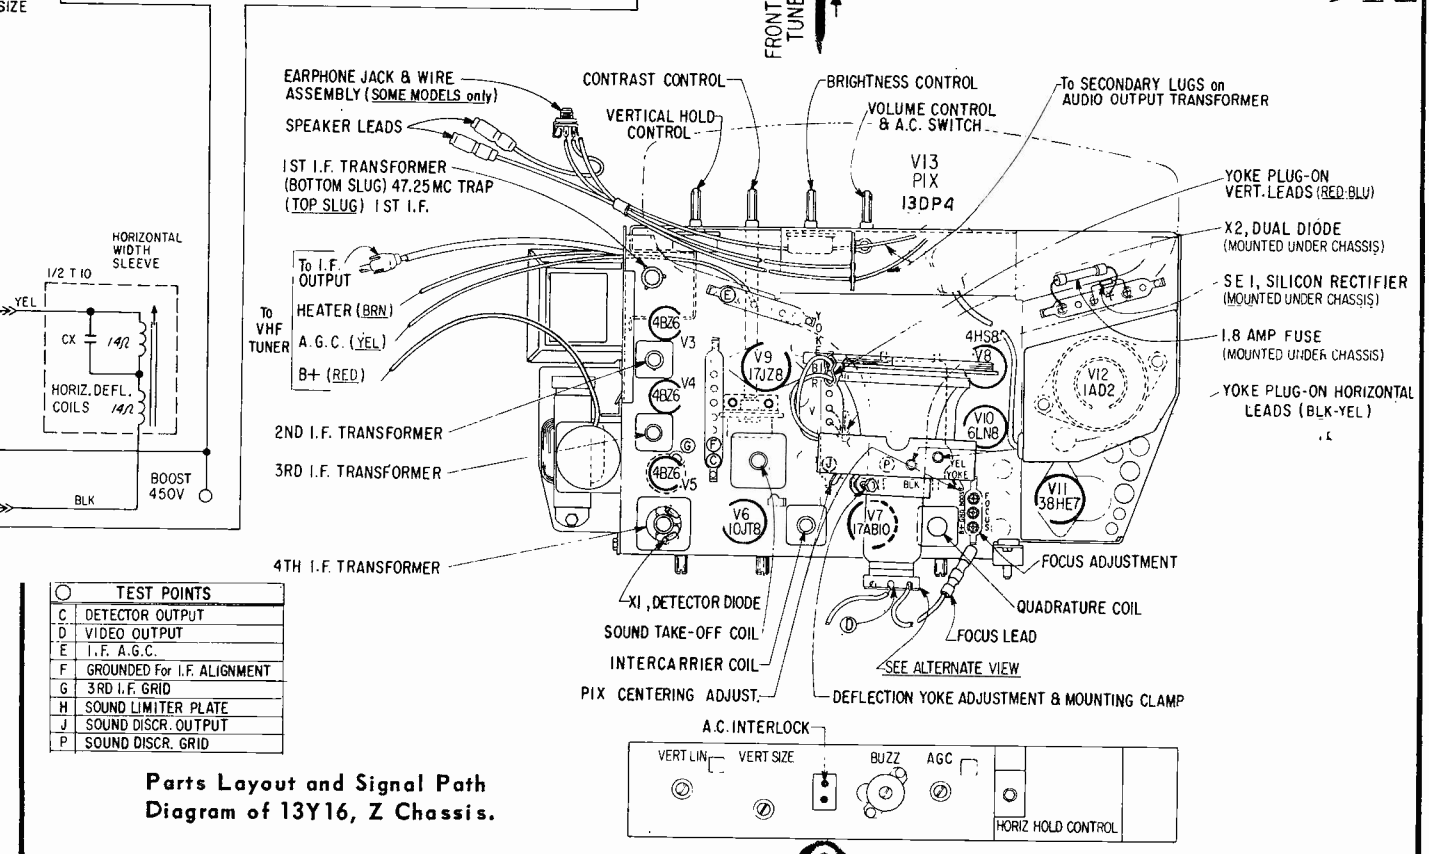 SIZE
FRONT
TUNE
EARPHONE JACK & WIRE
ASSEMBLY (SOME MODELS only)
SPEAKER LEADS
1ST I.F. TRANSFORMER
(BOTTOM SLUG) 47.25 MC TRAP
(TOP SLUG) 1ST I.F.
CONTRAST CONTROL
VERTICAL HOLD
CONTROL
BRIGHTNESS CONTROL
VOLUME CONTROL
& A.C. SWITCH
To SECONDARY LUGS on
AUDIO OUTPUT TRANSFORMER
V13
PIX
13DP4
YOKE PLUG-ON
VERT. LEADS (RED-BLU)
X2, DUAL DIODE
(MOUNTED UNDER CHASSIS)
SE 1, SILICON RECTIFIER
(MOUNTED UNDER CHASSIS)
1.8 AMP FUSE
(MOUNTED UNDER CHASSIS)
YOKE PLUG-ON HORIZONTAL
LEADS (BLK-YEL)
HORIZONTAL
WIDTH
SLEEVE
1/2 T10
YEL
CX
14Ω
HORIZ. DEFL.
COILS
14Ω
BLK
BOOST
450V
To
VHF
TUNER
To I.F.
OUTPUT
HEATER (BRN)
A.G.C. (YEL)
B+ (RED)
2ND I.F. TRANSFORMER
3RD I.F. TRANSFORMER
4TH I.F. TRANSFORMER
E
4BZ6
V3
4BZ6
V4
4BZ6
V5
G
F
C
V9
17JZ8
YOKE
B
R
V
4HS8
V8
V10
6LN8
V12
1AD2
V11
38HE7
V6
10JT8
V7
17AB10
J
P
YEL
YOKE
BLK
FOCUS
B+
GRD
D
X1, DETECTOR DIODE
SOUND TAKE-OFF COIL
INTERCARRIER COIL
PIX CENTERING ADJUST.
FOCUS ADJUSTMENT
QUADRATURE COIL
FOCUS LEAD
SEE ALTERNATE VIEW
DEFLECTION YOKE ADJUSTMENT & MOUNTING CLAMP
TEST POINTS
C DETECTOR OUTPUT
D VIDEO OUTPUT
E I.F. A.G.C.
F GROUNDED For I.F. ALIGNMENT
G 3RD I.F. GRID
H SOUND LIMITER PLATE
J SOUND DISCR. OUTPUT
P SOUND DISCR. GRID
A.C. INTERLOCK
VERT LIN
VERT SIZE
BUZZ
AGC
HORIZ HOLD CONTROL
Parts Layout and Signal Path
Diagram of 13Y16, Z Chassis.